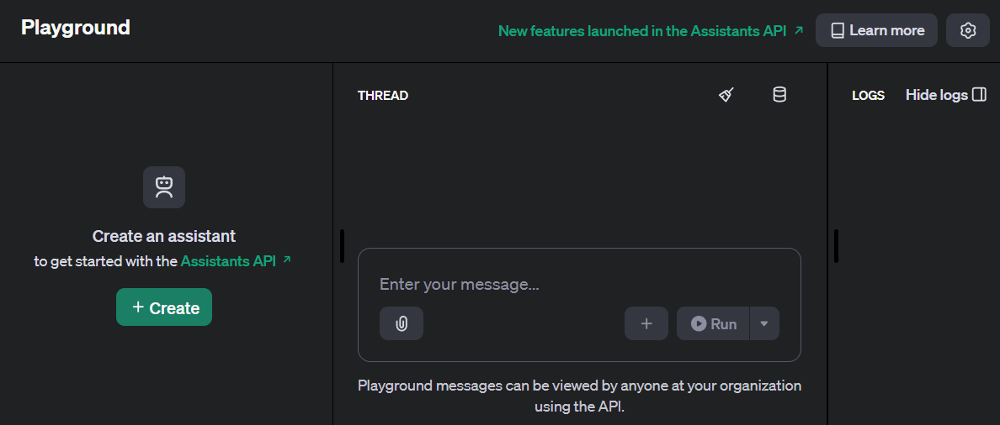 Playground
New features launched in the Assistants API
Learn more
THREAD
LOGS
Hide logs
Create an assistant
to get started with the Assistants API
+ Create
Enter your message...
Run
Playground messages can be viewed by anyone at your organization
using the API.